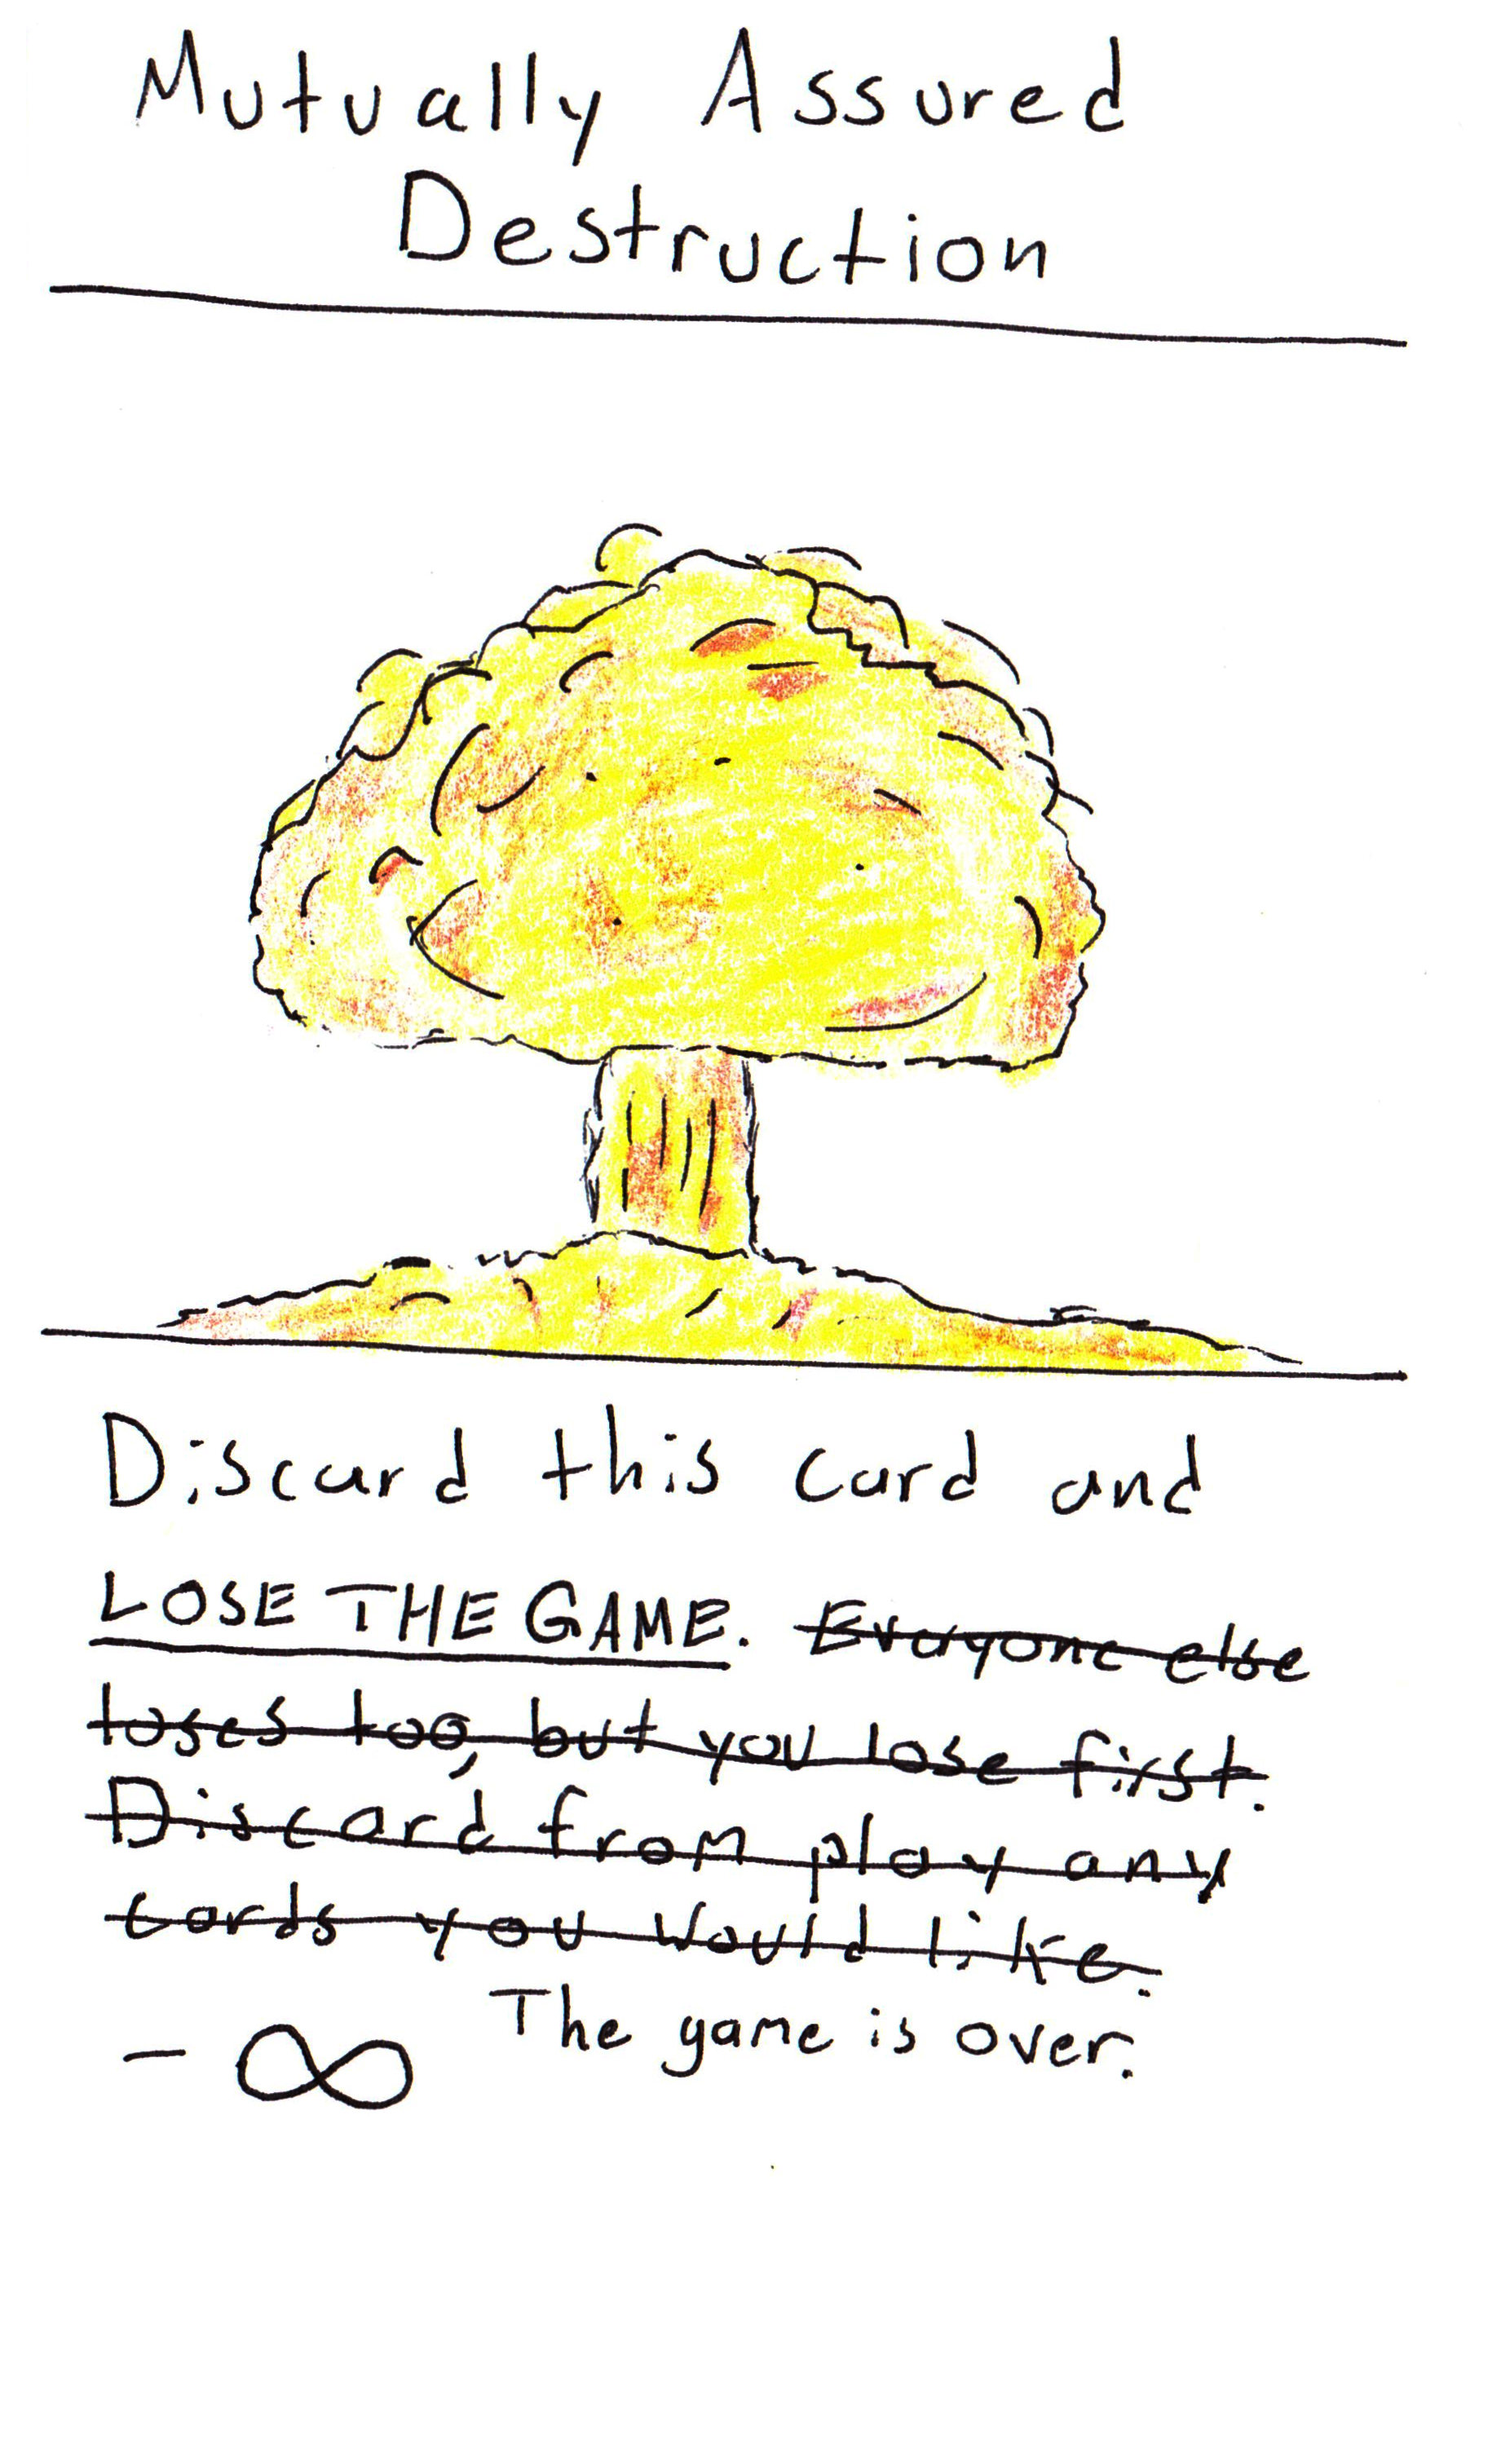 Mutually Assured
Destruction
Discard this card and
LOSE THE GAME. Everyone else
loses too, but you lose first.
Discard from play any
cards you would like.
The game is over.
-∞